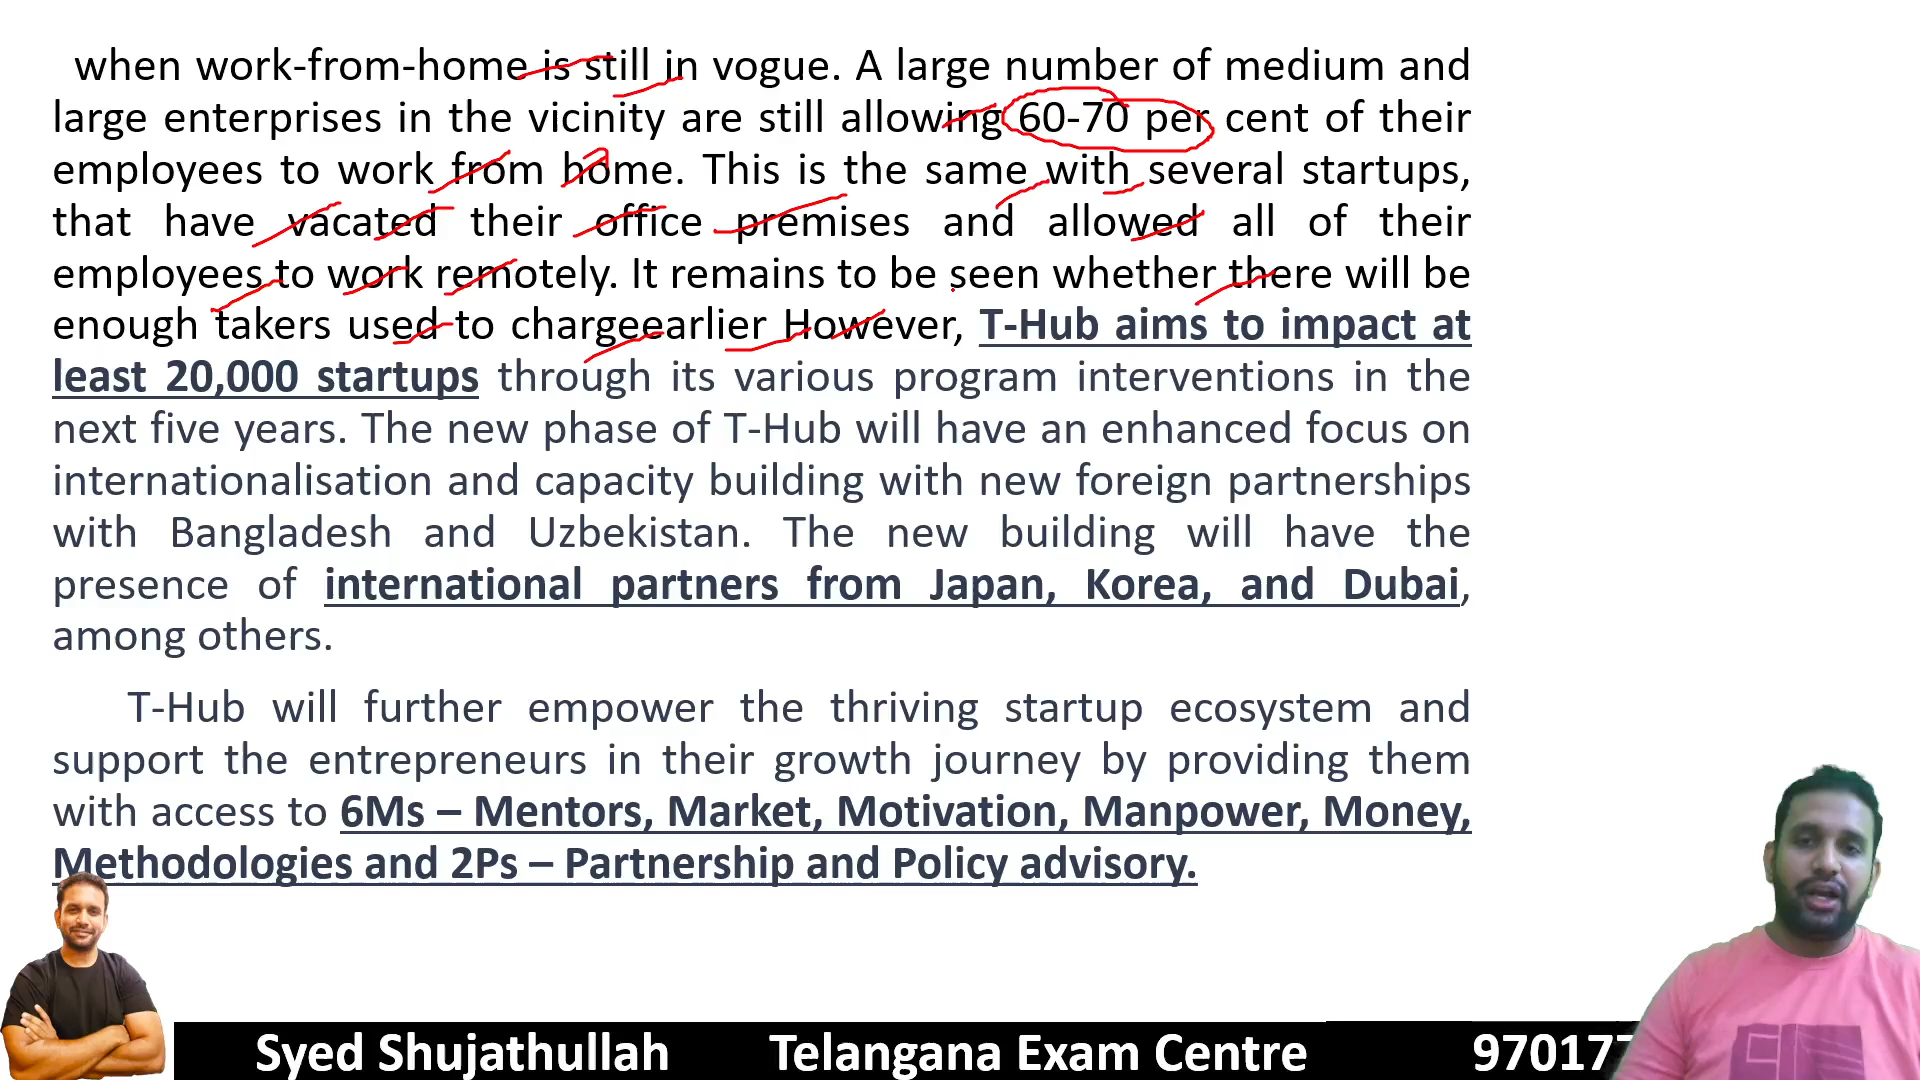 when work-from-home is still in vogue. A large number of medium and
large enterprises in the vicinity are still allowing 60-70 per cent of their
employees to work from home. This is the same with several startups,
that have vacated their office premises and allowed all of their
employees to work remotely. It remains to be seen whether there will be
enough takers used to chargeearlier However, T-Hub aims to impact at
least 20,000 startups through its various program interventions in the
next five years. The new phase of T-Hub will have an enhanced focus on
internationalisation and capacity building with new foreign partnerships
with Bangladesh and Uzbekistan. The new building will have the
presence of international partners from Japan, Korea, and Dubai,
among others.
T-Hub will further empower the thriving startup ecosystem and
support the entrepreneurs in their growth journey by providing them
with access to 6Ms – Mentors, Market, Motivation, Manpower, Money,
Methodologies and 2Ps – Partnership and Policy advisory.
Syed Shujathullah Telangana Exam Centre 97017